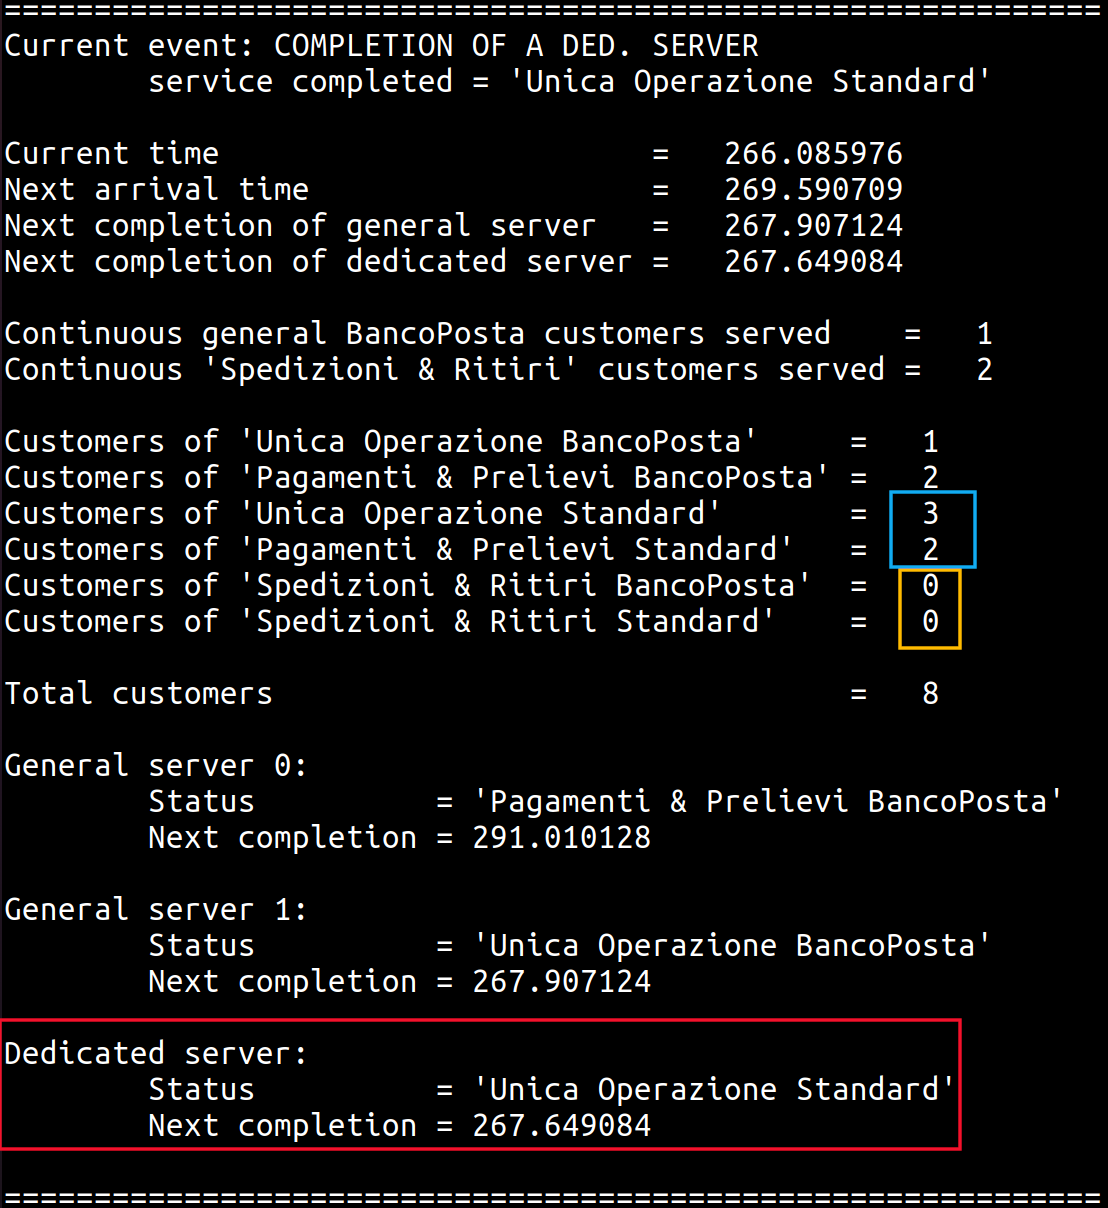 =============================================================
Current event: COMPLETION OF A DED. SERVER
        service completed = 'Unica Operazione Standard'
Current time                        =   266.085976
Next arrival time                   =   269.590709
Next completion of general server   =   267.907124
Next completion of dedicated server =   267.649084
Continuous general BancoPosta customers served    =   1
Continuous 'Spedizioni & Ritiri' customers served =   2
Customers of 'Unica Operazione BancoPosta'     =   1
Customers of 'Pagamenti & Prelievi BancoPosta' =   2
Customers of 'Unica Operazione Standard'       =   3
Customers of 'Pagamenti & Prelievi Standard'   =   2
Customers of 'Spedizioni & Ritiri BancoPosta'  =   0
Customers of 'Spedizioni & Ritiri Standard'    =   0
Total customers                                =   8
General server 0:
        Status          = 'Pagamenti & Prelievi BancoPosta'
        Next completion = 291.010128
General server 1:
        Status          = 'Unica Operazione BancoPosta'
        Next completion = 267.907124
Dedicated server:
        Status          = 'Unica Operazione Standard'
        Next completion = 267.649084
=============================================================